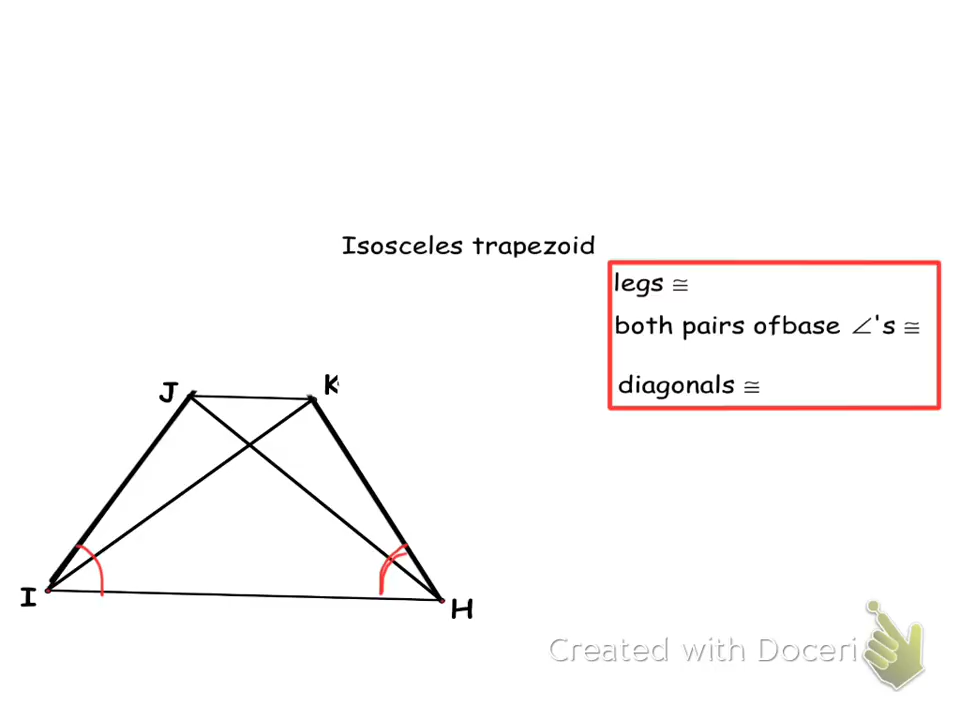 Isosceles trapezoid
legs ≅
both pairs ofbase ∠'s ≅
diagonals ≅
J
K
I
H
Created with Doceri